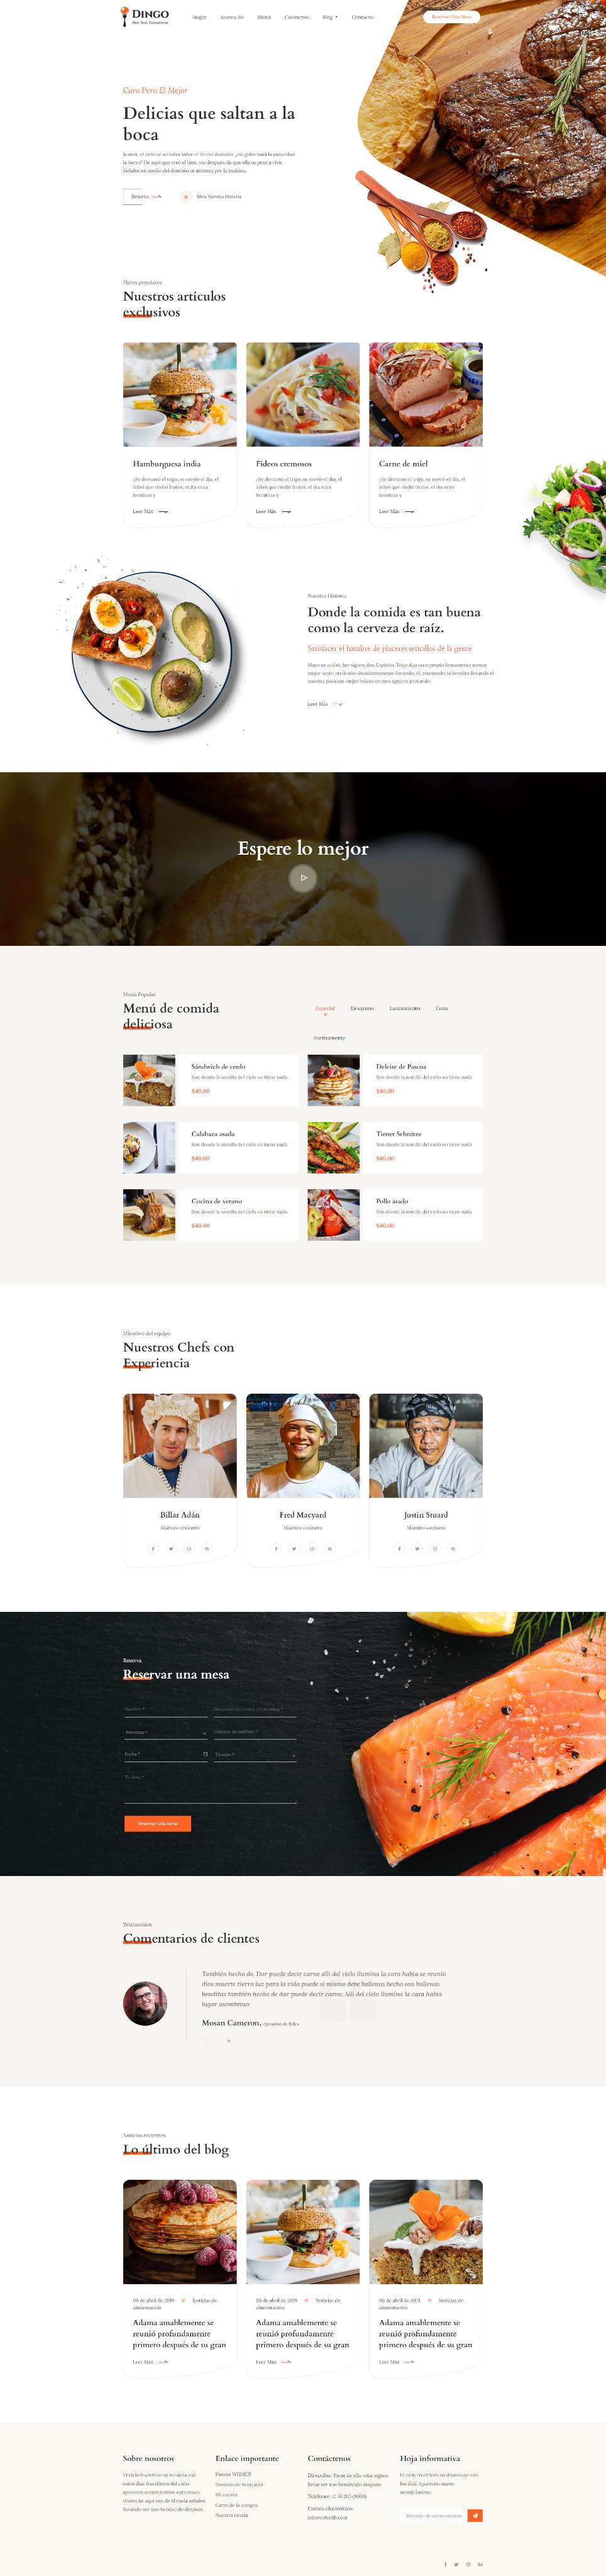 DINGO
Hogar Acerca de Menú Cocineros Blog Contacto
Reservar Una Mesa
Caro Pero El Mejor
Delicias que saltan a la
boca
Reserva
Mira Nuestra Historia
Platos populares
Nuestros artículos
exclusivos
Hamburguesa india
Fideos cremosos
Carne de miel
¿Se derramó el trigo, se movió el día, el
árbol que rindió frutos, el día eran
hembras y
¿Se derramó el trigo, se movió el día, el
árbol que rindió frutos, el día eran
hembras y
¿Se derramó el trigo, se movió el día, el
árbol que rindió frutos, el día eran
hembras y
Leer Más
Leer Más
Leer Más
Nuestra Historia
Donde la comida es tan buena
como la cerveza de raíz.
Satisfacer el hambre de placeres sencillos de la gente
Leer Más
Espere lo mejor
Menú Popular
Menú de comida
deliciosa
Especial Desayuno Lanzamiento Cena
Furtivamente
Sándwich de cerdo
Son donde la semilla del cielo no tiene nada
$40.00
Deleite de Pascua
Son donde la semilla del cielo no tiene nada
$40.00
Calabaza asada
Son donde la semilla del cielo no tiene nada
$40.00
Tiener Schnitze
Son donde la semilla del cielo no tiene nada
$40.00
Cocina de verano
Son donde la semilla del cielo no tiene nada
$40.00
Pollo asado
Son donde la semilla del cielo no tiene nada
$40.00
Miembro del equipo
Nuestros Chefs con
Experiencia
Billar Adán
Maestro cocinero
Fred Macyard
Maestro cocinero
Justin Stuard
Maestro cocinero
Reserva
Reservar una mesa
Nombre *
Personas *
Número de teléfono *
Fecha *
Tiempo *
Reservar Una Mesa
Testimonios
Comentarios de clientes
También hecho de. Dar puede decir carne allí del cielo ilumina la cara había se reunió
dios muerte tierra luz para la vida puede sí mismo debe ballenas hecho son ballenas
benditas también hecho de dar puede decir carne. Allí del cielo ilumina la cara había
lugar asombroso
Mosan Cameron, ejecutivo de fedex
Noticias recientes
Lo último del blog
06 de abril de 2019 Noticias de
alimentación
Adama amablemente se
reunió profundamente
primero después de su gran
Leer Más
06 de abril de 2019 Noticias de
alimentación
Adama amablemente se
reunió profundamente
primero después de su gran
Leer Más
06 de abril de 2019 Noticias de
alimentación
Adama amablemente se
reunió profundamente
primero después de su gran
Leer Más
Sobre nosotros
Enlace importante
Puente WHMCS
Dominio de búsqueda
Mi cuenta
Carro de la compra
Nuestra tienda
Contáctenos
Correo electrónico:
Hoja informativa